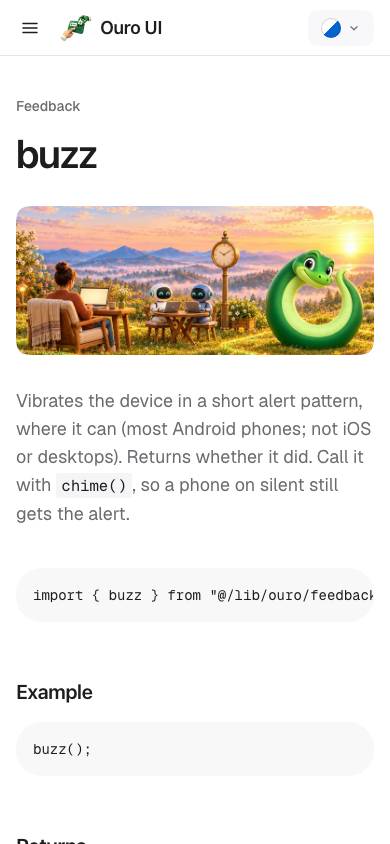 Ouro UI
Feedback
buzz
Vibrates the device in a short alert pattern,
where it can (most Android phones; not iOS
or desktops). Returns whether it did. Call it
with chime(), so a phone on silent still
gets the alert.
import { buzz } from "@/lib/ouro/feedback
Example
buzz();
Returns